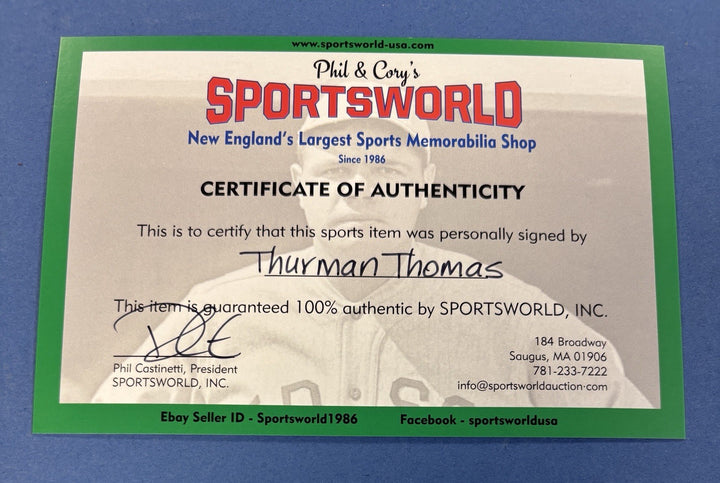 www.sportsworld-usa.com
Phil & Cory's
SPORTSWORLD
New England's Largest Sports Memorabilia Shop
Since 1986
CERTIFICATE OF AUTHENTICITY
This is to certify that this sports item was personally signed by
Thurman Thomas
This item is guaranteed 100% authentic by SPORTSWORLD, INC.
Phil Castinetti, President
SPORTSWORLD, INC.
184 Broadway
Saugus, MA 01906
781-233-7222
info@sportsworldauction.com
Ebay Seller ID - Sportsworld1986 Facebook - sportsworldusa